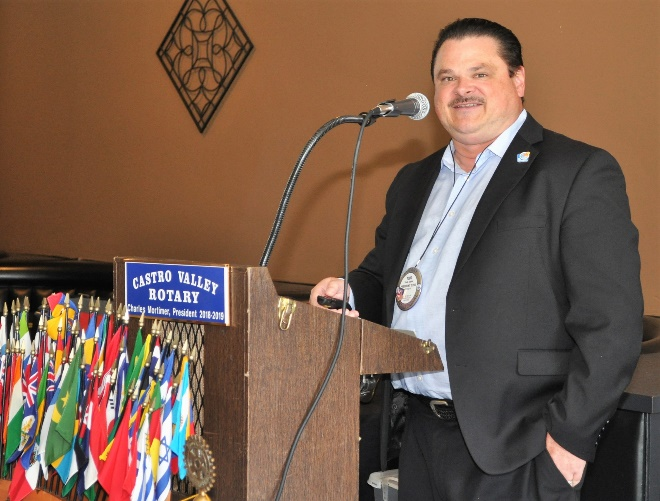 CASTRO VALLEY
ROTARY
Charles Mortimer, President 2018-2019